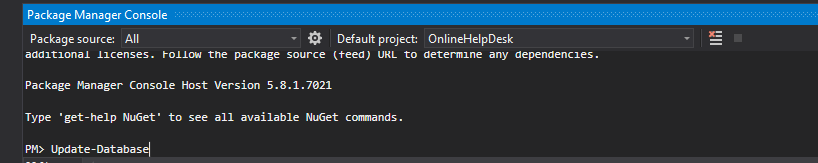 Package Manager Console
Package source: All Default project: OnlineHelpDesk
additional licenses. Follow the package source (feed) URL to determine any dependencies.
Package Manager Console Host Version 5.8.1.7021
Type 'get-help NuGet' to see all available NuGet commands.
PM> Update-Database